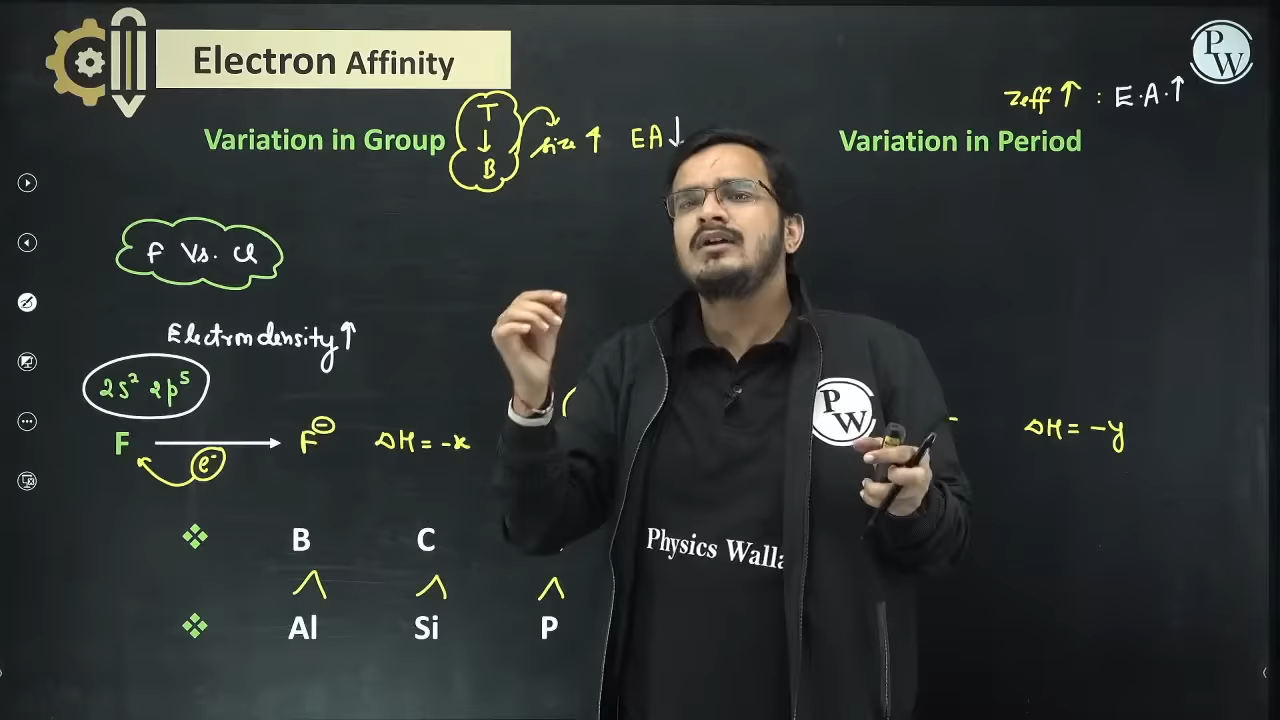 Electron Affinity
PW
Zeff ↑ : E.A.↑
Variation in Group
T
↓
B
size ↑ EA↓
Variation in Period
F Vs. Cl
Electron density ↑
2s² 2p⁵
F → F⊖ ΔH = -x
e⁻
ΔH = -y
PW
❖ B C
∧ ∧ ∧
❖ Al Si P
Physics Walla